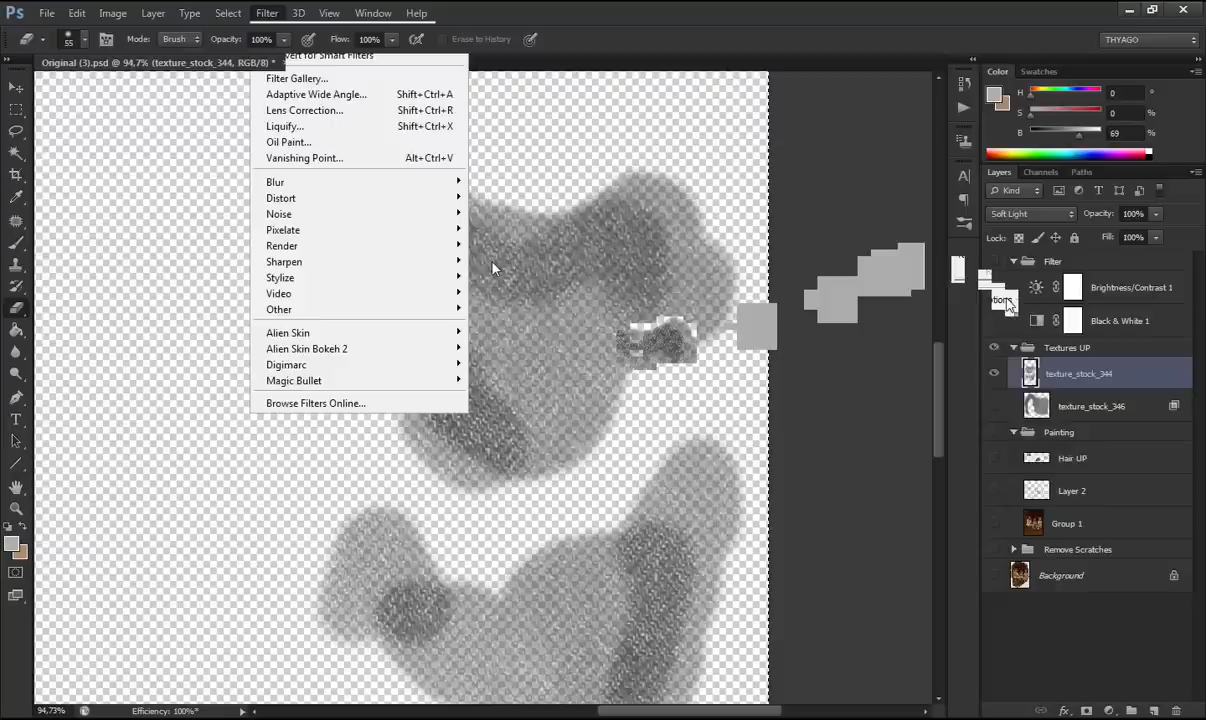 Ps File Edit Image Layer Type Select Filter 3D View Window Help
55 Mode: Brush Opacity: 100% Flow: 100% Erase to History THYAGO
Original (3).psd @ 94,7% (texture_stock_344, RGB/8) *
vert for Smart Filters
Filter Gallery...
Adaptive Wide Angle... Shift+Ctrl+A
Lens Correction... Shift+Ctrl+R
Liquify... Shift+Ctrl+X
Oil Paint...
Vanishing Point... Alt+Ctrl+V
Blur
Distort
Noise
Pixelate
Render
Sharpen
Stylize
Video
Other
Alien Skin
Alien Skin Bokeh 2
Digimarc
Magic Bullet
Browse Filters Online...
Color Swatches
H 0 °
S 0 %
B 69 %
Layers Channels Paths
Kind
Soft Light Opacity: 100%
Lock: Fill: 100%
Filter
Brightness/Contrast 1
Black & White 1
Textures UP
texture_stock_344
texture_stock_346
Painting
Hair UP
Layer 2
Group 1
Remove Scratches
Background
94,73% Efficiency: 100%*